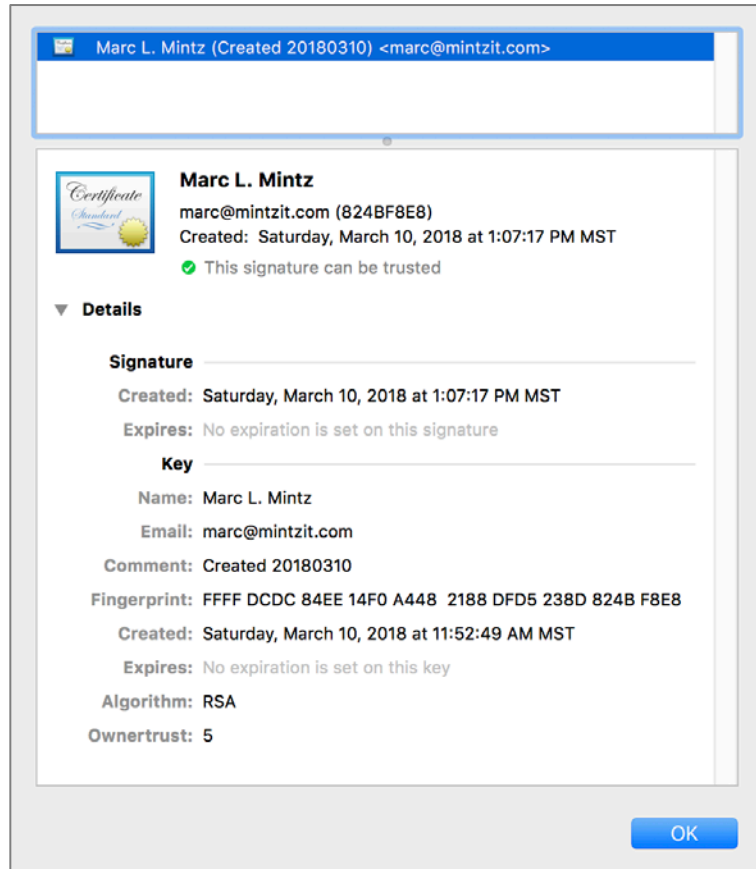 Marc L. Mintz (Created 20180310) <marc@mintzit.com>
Certificate
Standard
Marc L. Mintz
marc@mintzit.com (824BF8E8)
Created: Saturday, March 10, 2018 at 1:07:17 PM MST
This signature can be trusted
Details
Signature
Created: Saturday, March 10, 2018 at 1:07:17 PM MST
Expires: No expiration is set on this signature
Key
Name: Marc L. Mintz
Email: marc@mintzit.com
Comment: Created 20180310
Fingerprint: FFFF DCDC 84EE 14F0 A448  2188 DFD5 238D 824B F8E8
Created: Saturday, March 10, 2018 at 11:52:49 AM MST
Expires: No expiration is set on this key
Algorithm: RSA
Ownertrust: 5
OK